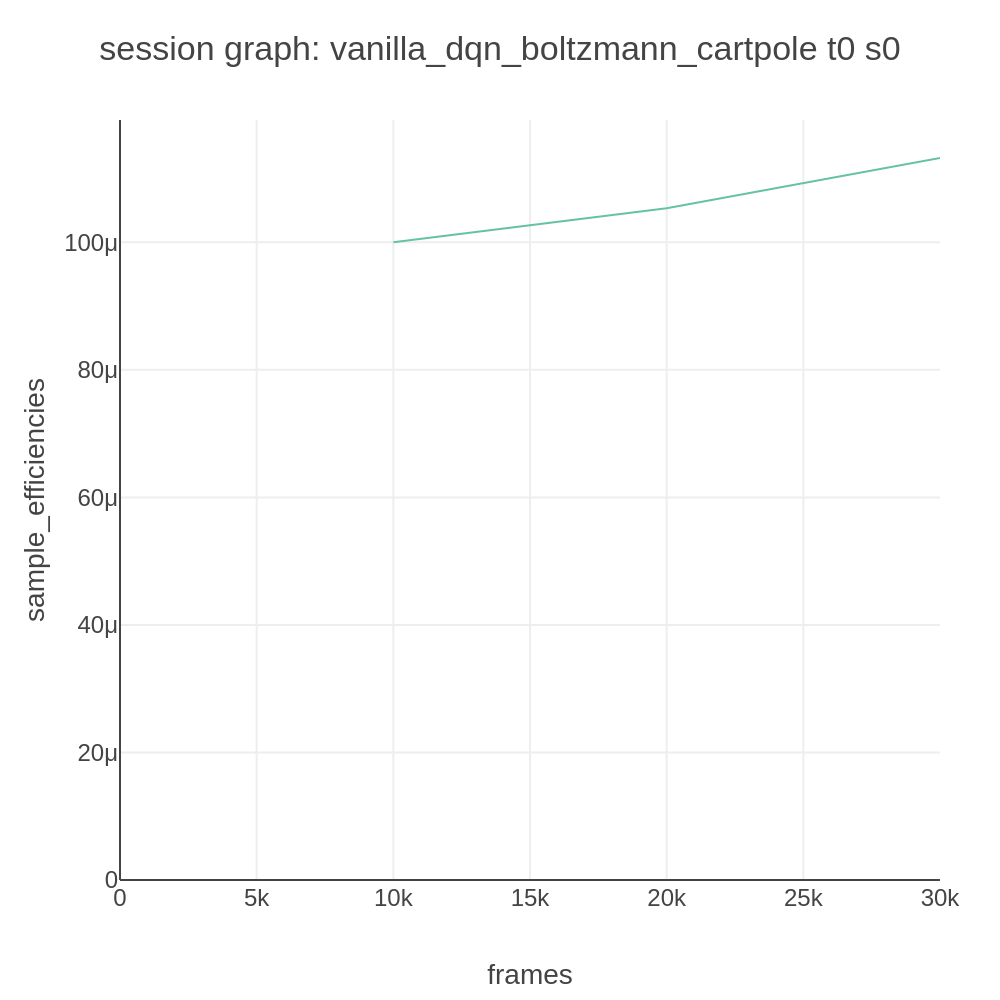 session graph: vanilla_dqn_boltzmann_cartpole t0 s0
sample_efficiencies
100μ
80μ
60μ
40μ
20μ
0
0 5k 10k 15k 20k 25k 30k
frames